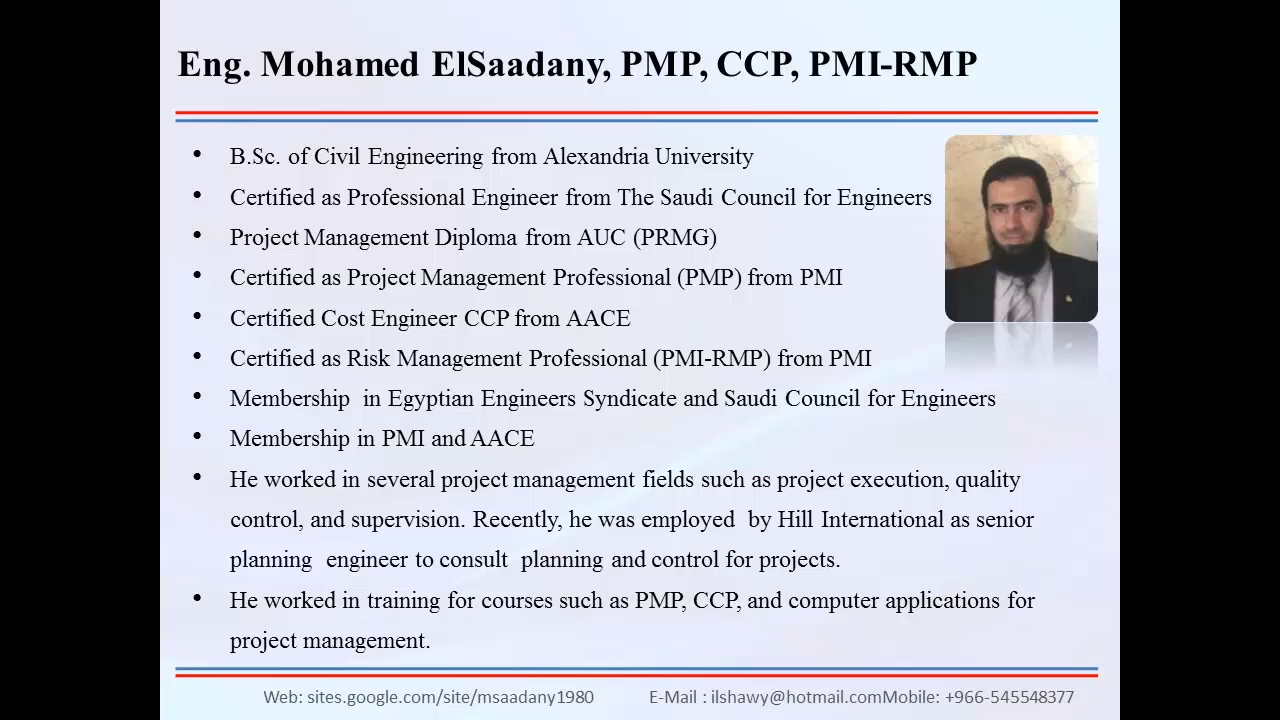 Eng. Mohamed ElSaadany, PMP, CCP, PMI-RMP
• B.Sc. of Civil Engineering from Alexandria University
• Certified as Professional Engineer from The Saudi Council for Engineers
• Project Management Diploma from AUC (PRMG)
• Certified as Project Management Professional (PMP) from PMI
• Certified Cost Engineer CCP from AACE
• Certified as Risk Management Professional (PMI-RMP) from PMI
• Membership in Egyptian Engineers Syndicate and Saudi Council for Engineers
• Membership in PMI and AACE
• He worked in several project management fields such as project execution, quality
control, and supervision. Recently, he was employed by Hill International as senior
planning engineer to consult planning and control for projects.
• He worked in training for courses such as PMP, CCP, and computer applications for
project management.
Web: sites.google.com/site/msaadany1980 E-Mail : ilshawy@hotmail.comMobile: +966-545548377